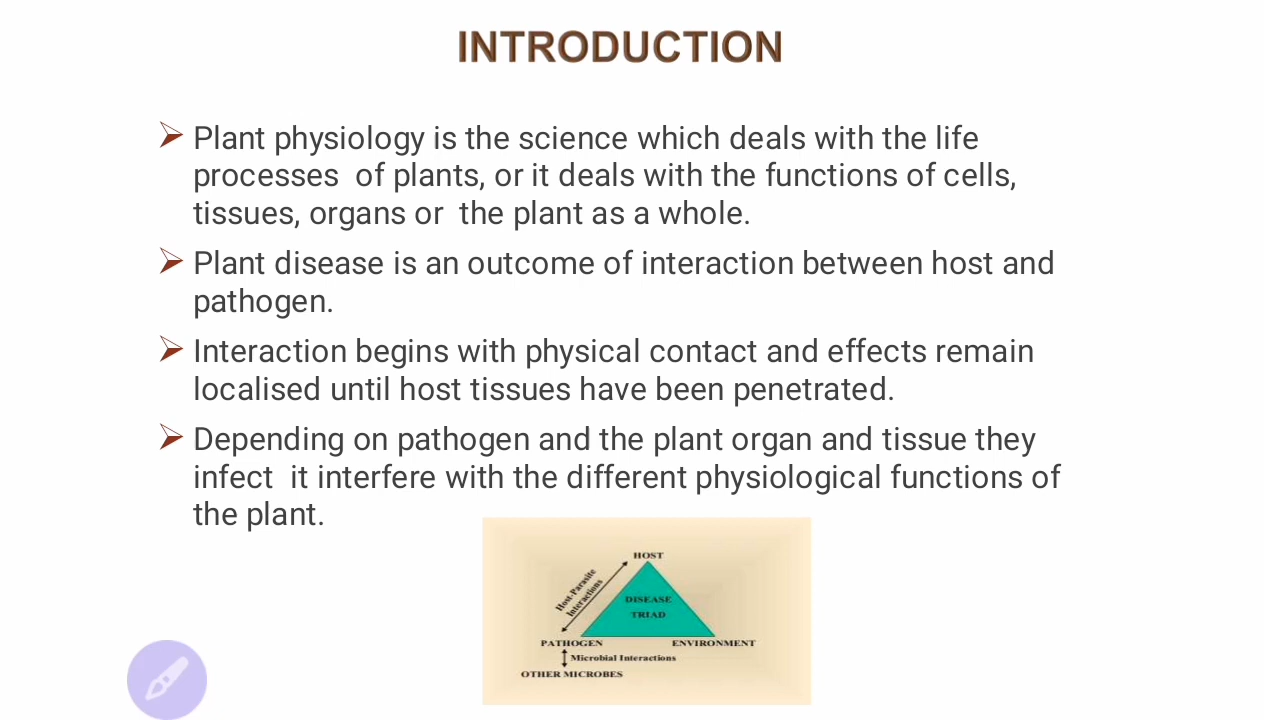 INTRODUCTION
Plant physiology is the science which deals with the life
processes  of plants, or it deals with the functions of cells,
tissues, organs or  the plant as a whole.
Plant disease is an outcome of interaction between host and
pathogen.
Interaction begins with physical contact and effects remain
localised until host tissues have been penetrated.
Depending on pathogen and the plant organ and tissue they
infect  it interfere with the different physiological functions of
the plant.
HOST
Host-Parasite
Interactions
DISEASE
TRIAD
PATHOGEN
ENVIRONMENT
Microbial Interactions
OTHER MICROBES